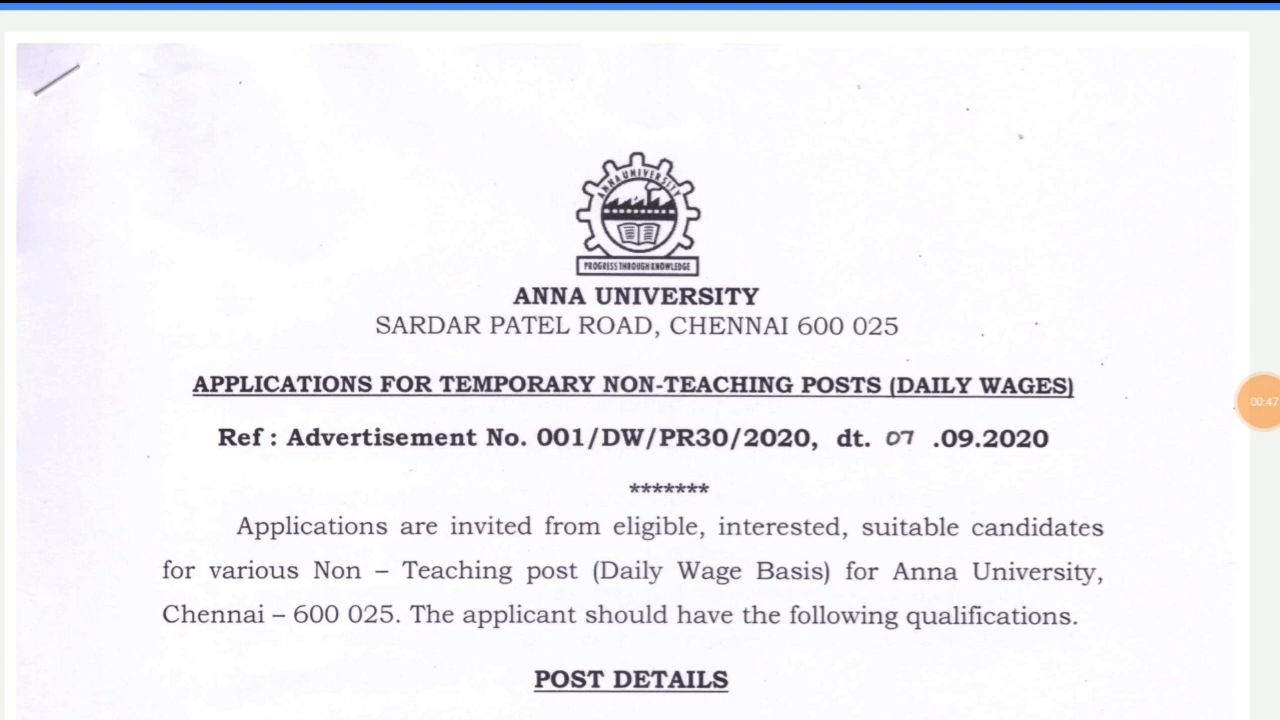 ANNA UNIVERSITY
PROGRESS THROUGH KNOWLEDGE
ANNA UNIVERSITY
SARDAR PATEL ROAD, CHENNAI 600 025
APPLICATIONS FOR TEMPORARY NON-TEACHING POSTS (DAILY WAGES)
Ref : Advertisement No. 001/DW/PR30/2020, dt. 07 .09.2020
00:47
*******
Applications are invited from eligible, interested, suitable candidates
for various Non – Teaching post (Daily Wage Basis) for Anna University,
Chennai – 600 025. The applicant should have the following qualifications.
POST DETAILS